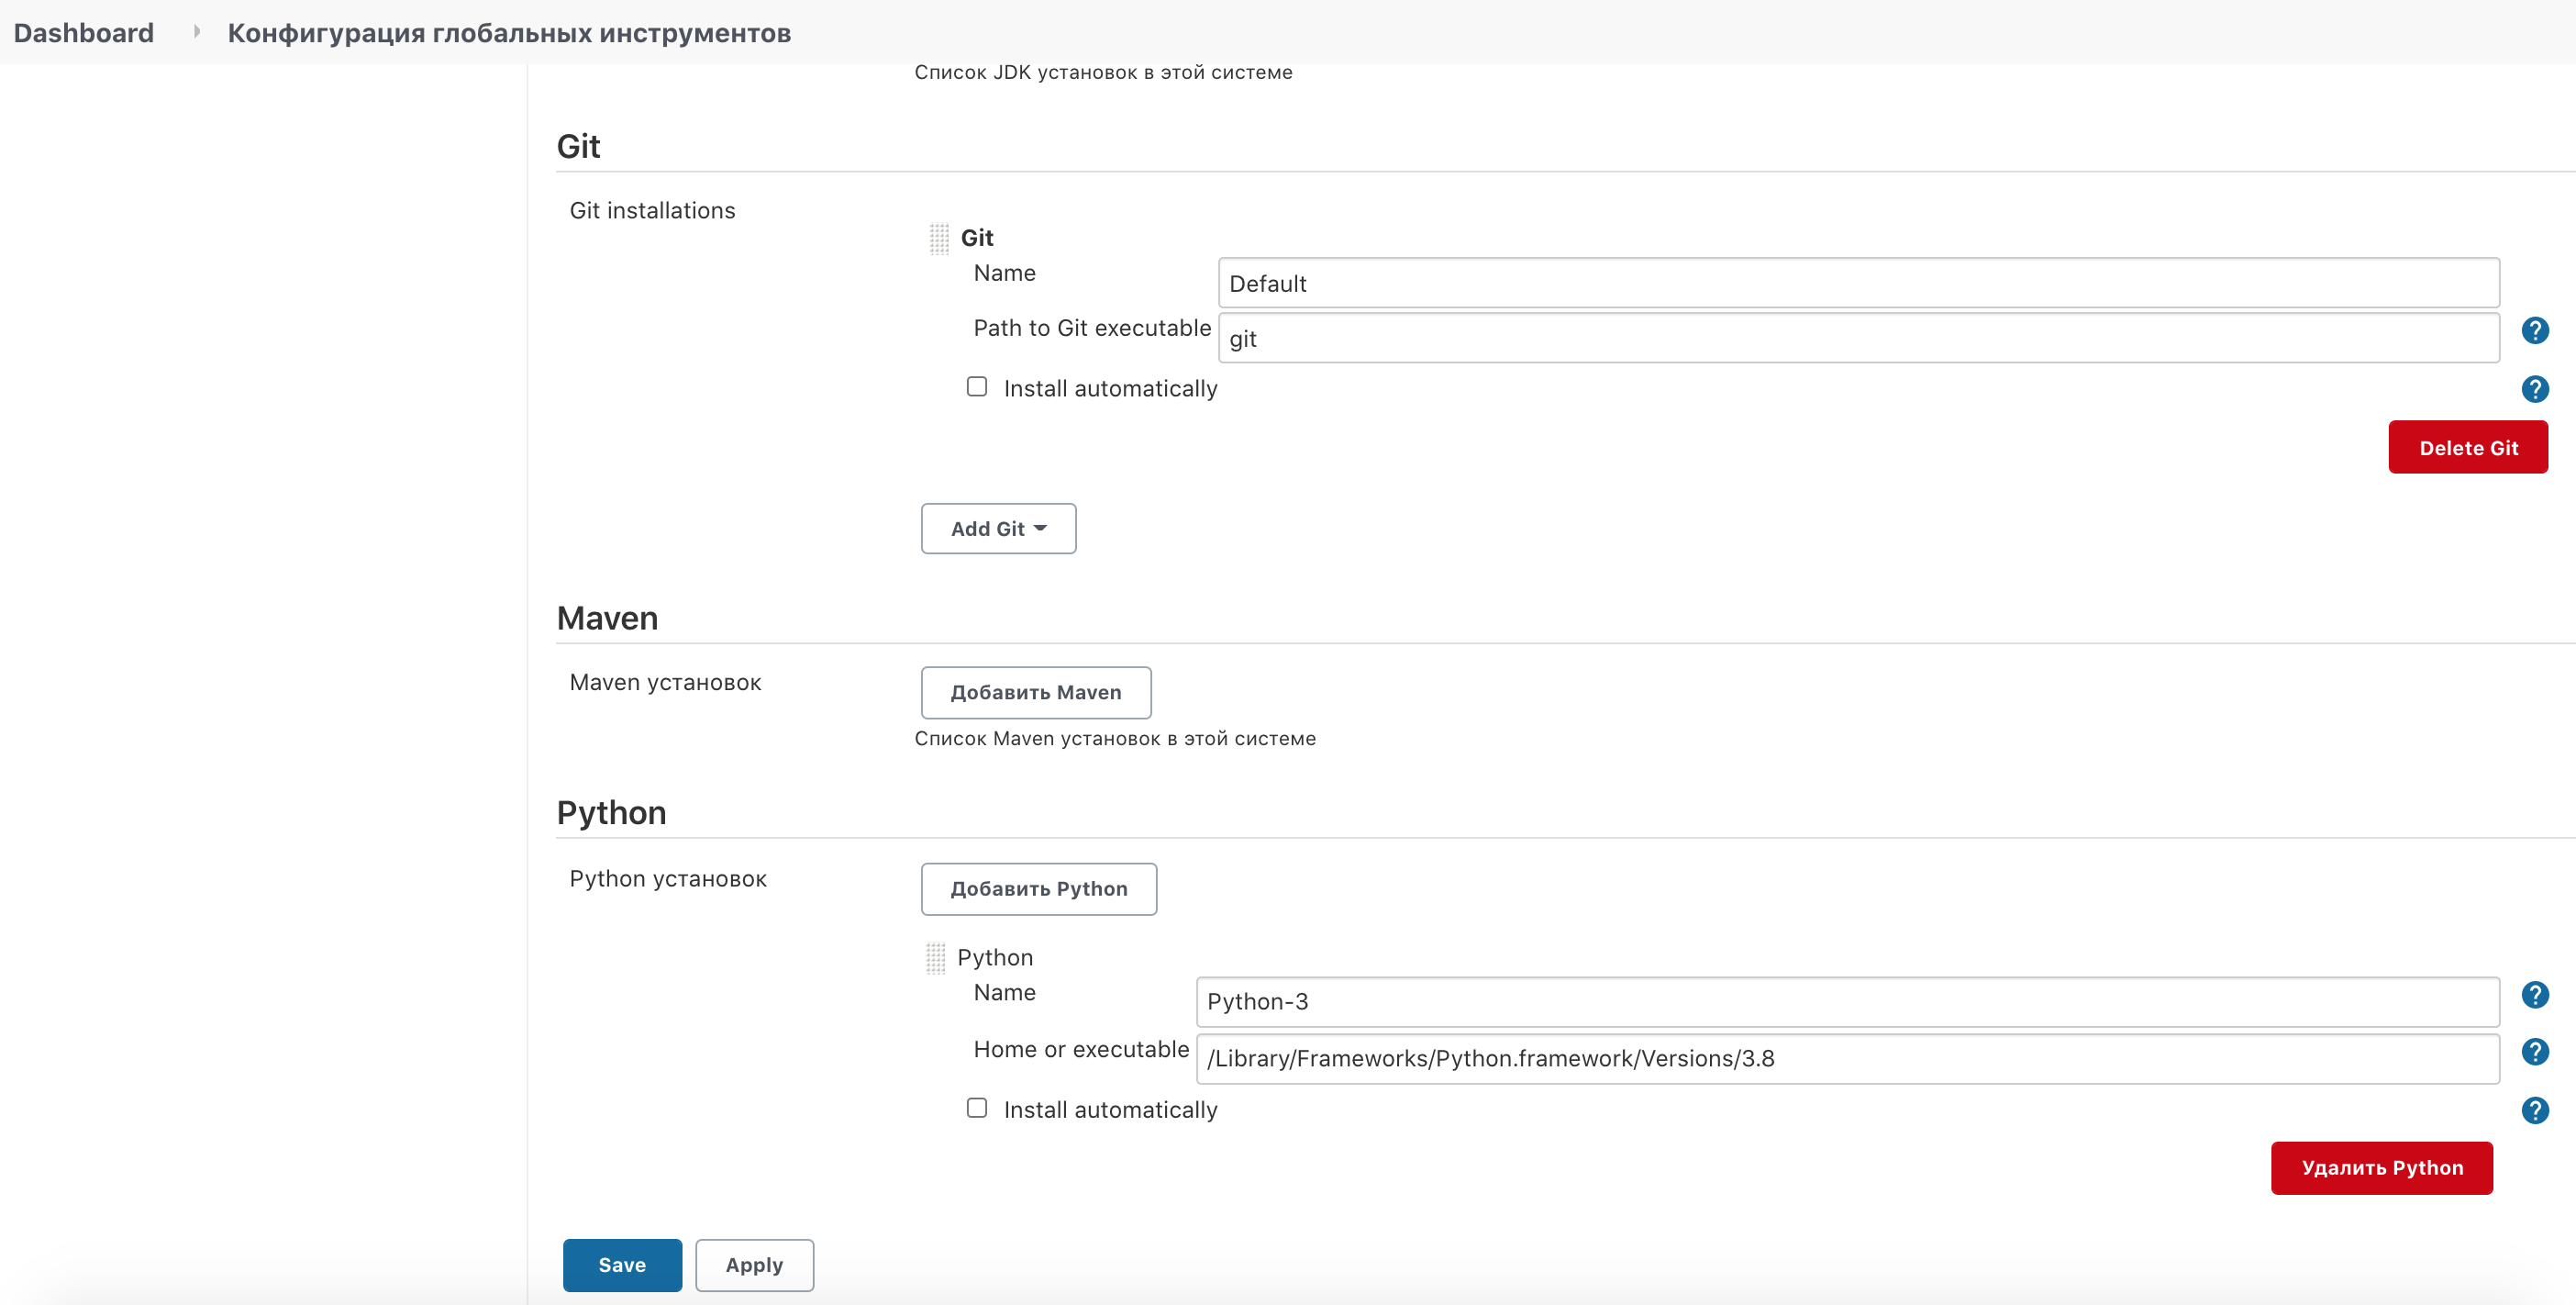 Dashboard Конфигурация глобальных инструментов
Список JDK установок в этой системе
Git
Git installations
Git
Name
Default
Path to Git executable
git
?
Install automatically
?
Delete Git
Add Git
Maven
Maven установок
Добавить Maven
Список Maven установок в этой системе
Python
Python установок
Добавить Python
Python
Name
Python-3
?
Home or executable
/Library/Frameworks/Python.framework/Versions/3.8
?
Install automatically
?
Удалить Python
Save
Apply